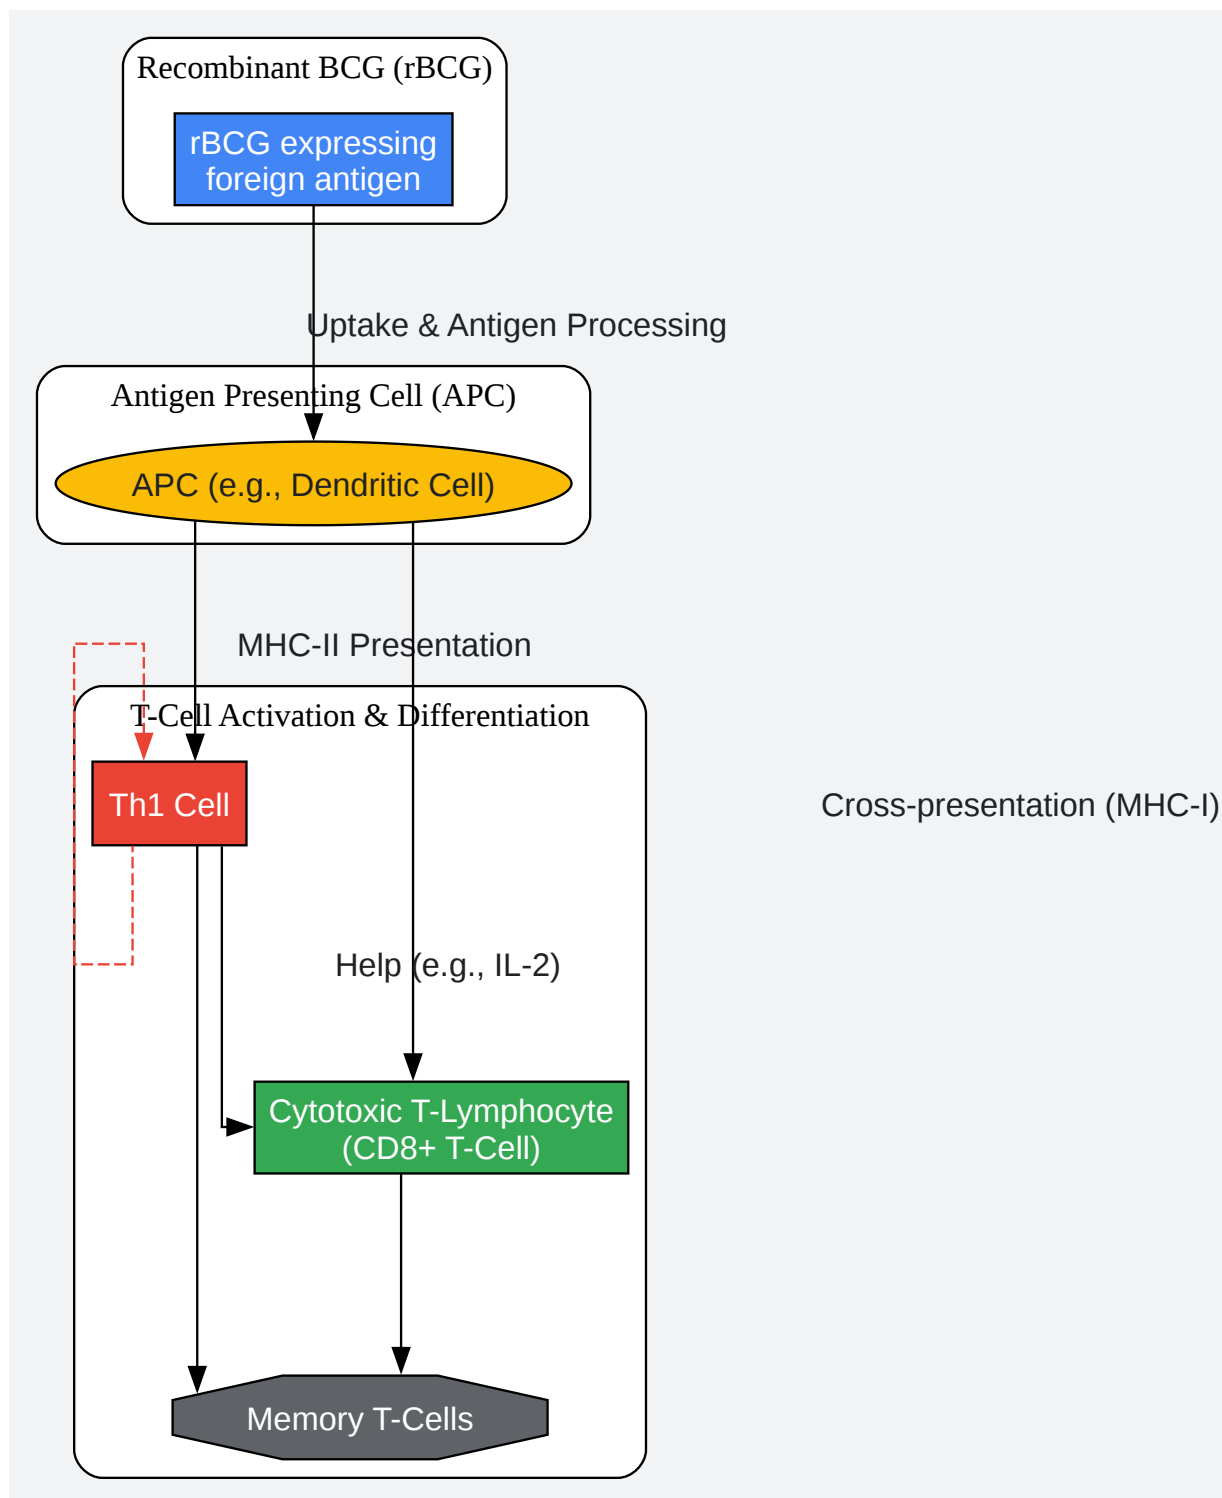 Recombinant BCG (rBCG)
rBCG expressing
foreign antigen
Uptake & Antigen Processing
Antigen Presenting Cell (APC)
APC (e.g., Dendritic Cell)
MHC-II Presentation
T-Cell Activation & Differentiation
Th1 Cell
Cross-presentation (MHC-I)
Help (e.g., IL-2)
Cytotoxic T-Lymphocyte
(CD8+ T-Cell)
Memory T-Cells